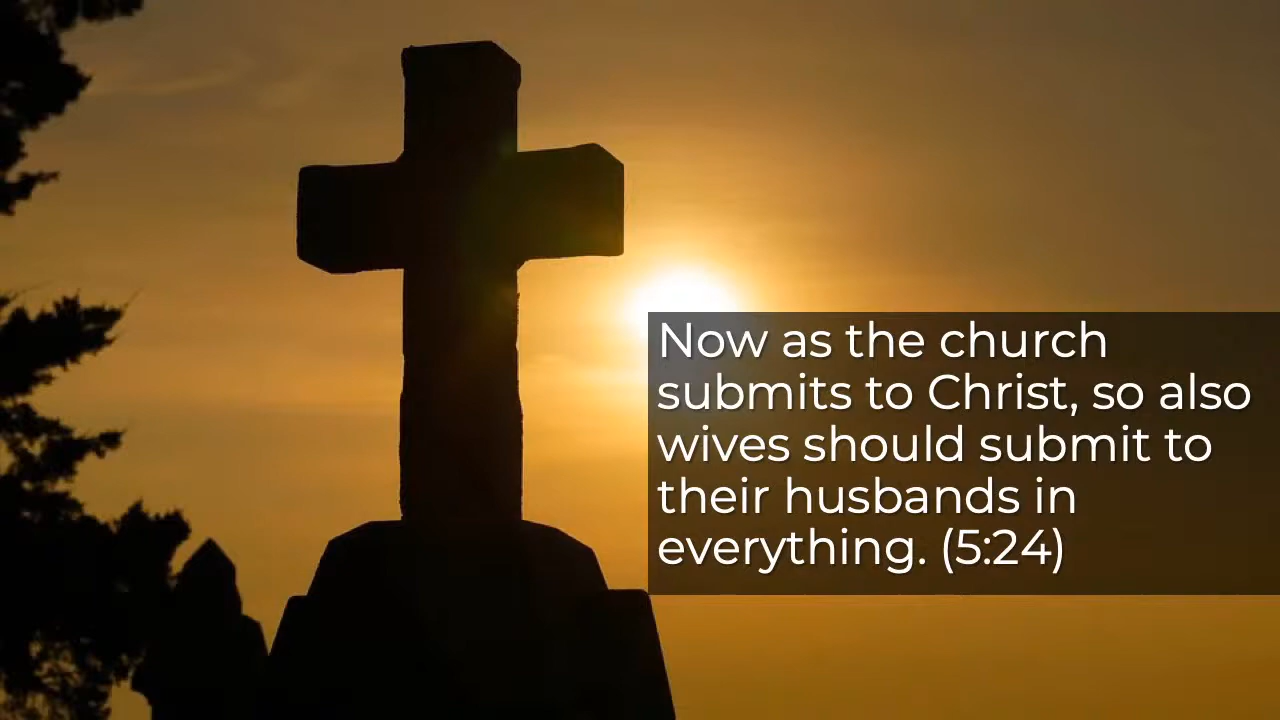 Now as the church
submits to Christ, so also
wives should submit to
their husbands in
everything. (5:24)